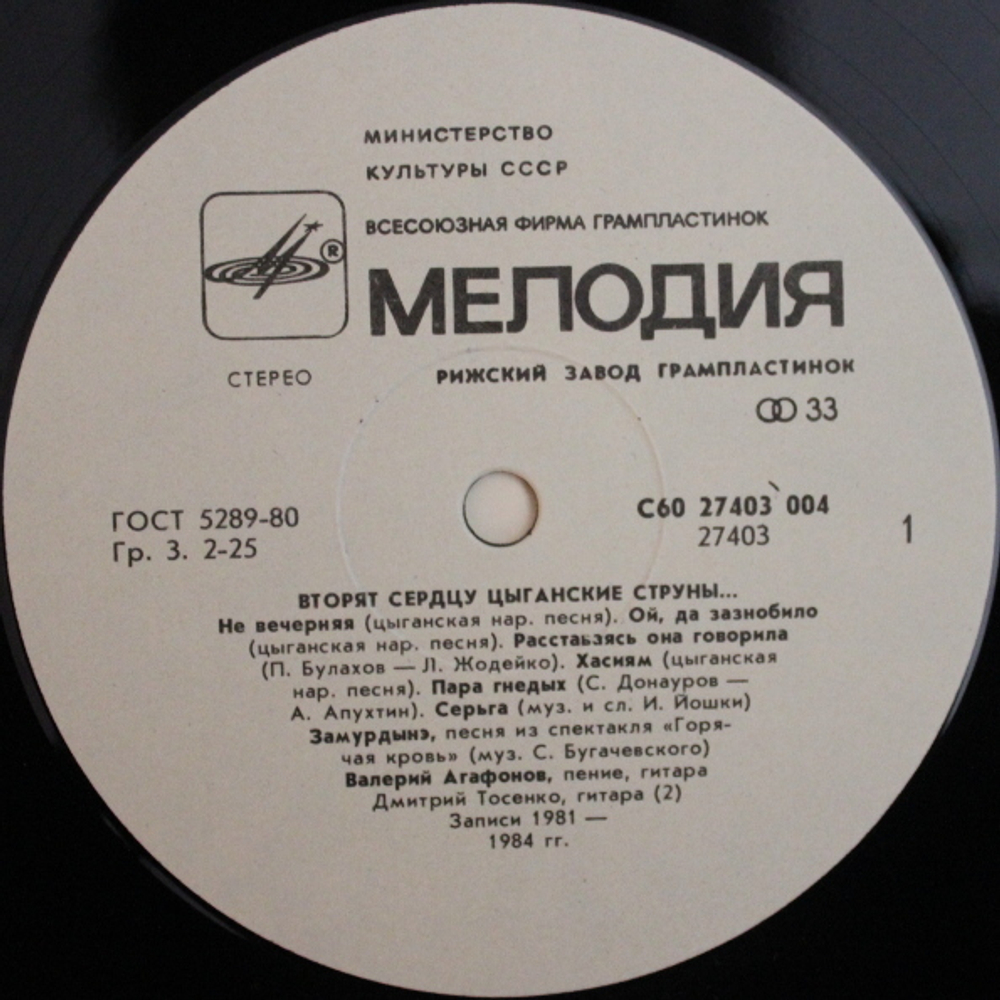 МИНИСТЕРСТВО
КУЛЬТУРЫ СССР
ВСЕСОЮЗНАЯ ФИРМА ГРАМПЛАСТИНОК
®
МЕЛОДИЯ
СТЕРЕО
РИЖСКИЙ ЗАВОД ГРАМПЛАСТИНОК
33
ГОСТ 5289-80
Гр. 3. 2-25
С60 27403 004
27403
1
ВТОРЯТ СЕРДЦУ ЦЫГАНСКИЕ СТРУНЫ...
Не вечерняя (цыганская нар. песня). Ой, да зазнобило
(цыганская нар. песня). Расставаясь она говорила
(П. Булахов — Л. Жодейко). Хасиям (цыганская
нар. песня). Пара гнедых (С. Донауров —
А. Апухтин). Серьга (муз. и сл. И. Йошки)
Замурдынэ, песня из спектакля «Горя-
чая кровь» (муз. С. Бугачевского)
Валерий Агафонов, пение, гитара
Дмитрий Тосенко, гитара (2)
Записи 1981 —
1984 гг.